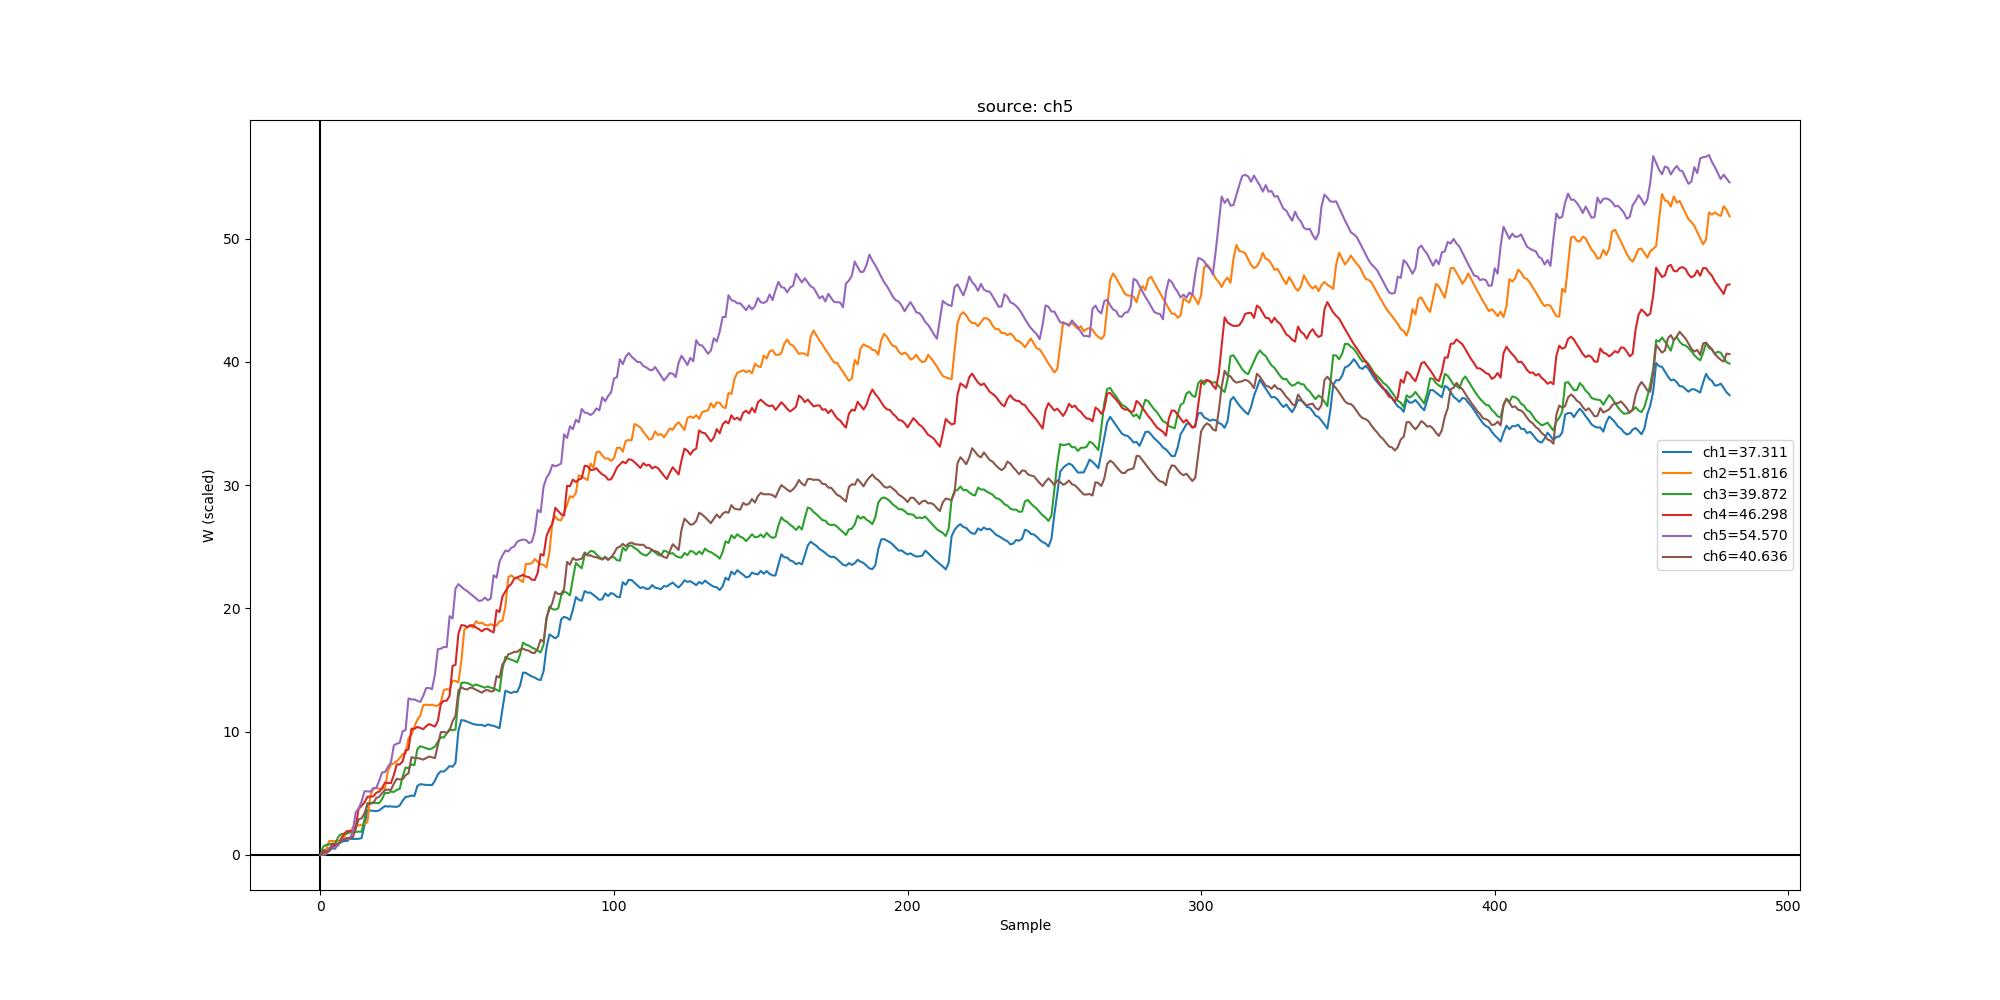 source: ch5
W (scaled)
50
40
30
20
10
0
ch1=37.311
ch2=51.816
ch3=39.872
ch4=46.298
ch5=54.570
ch6=40.636
0 100 200 300 400 500
Sample